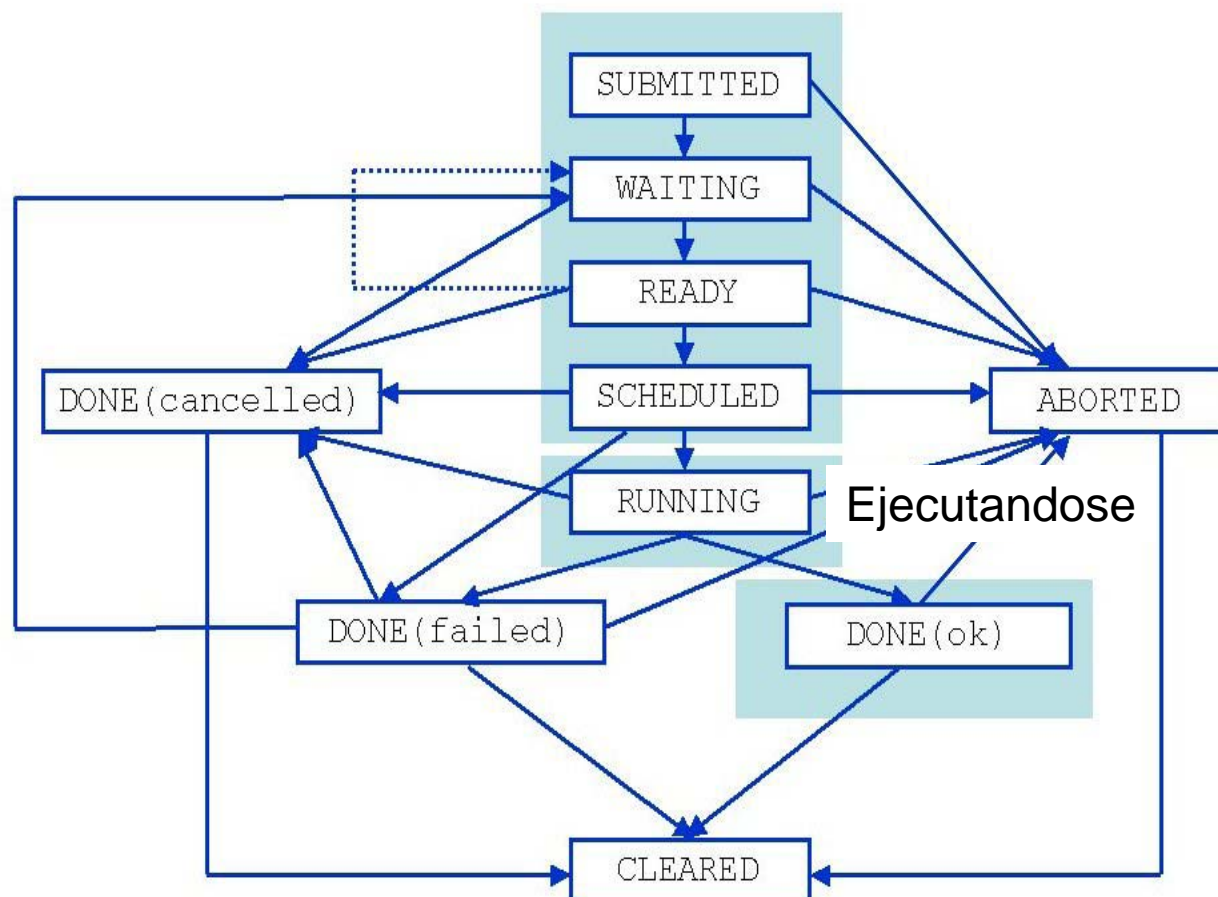 SUBMITTED
WAITING
READY
SCHEDULED
DONE(cancelled)
ABORTED
RUNNING
Ejecutandose
DONE(failed)
DONE(ok)
CLEARED